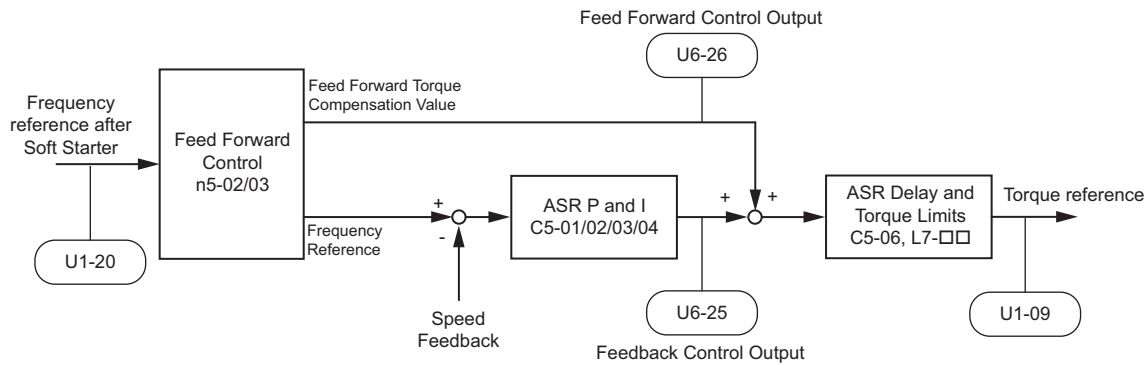 Feed Forward Control Output
U6-26
Feed Forward Torque
Compensation Value
Frequency
reference after
Soft Starter
Feed Forward
Control
n5-02/03
U1-20
Frequency
Reference
+
-
Speed
Feedback
ASR P and I
C5-01/02/03/04
+
+
U6-25
Feedback Control Output
ASR Delay and
Torque Limits
C5-06, L7-□□
Torque reference
U1-09